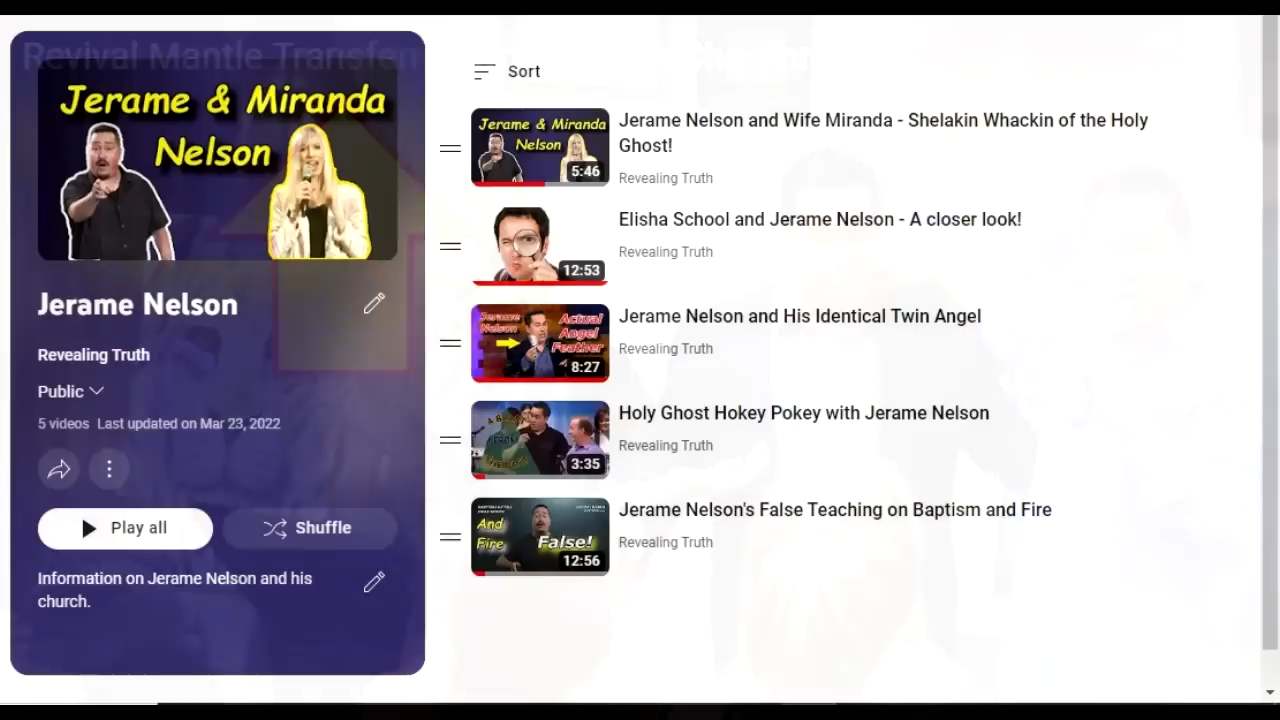 Revival Mantle Transfer
Jerame & Miranda
Nelson
Jerame Nelson
Revealing Truth
Public
5 videos Last updated on Mar 23, 2022
Play all
Shuffle
Information on Jerame Nelson and his
church.
Sort
Jerame & Miranda
Nelson
5:46
Jerame Nelson and Wife Miranda - Shelakin Whackin of the Holy
Ghost!
Revealing Truth
12:53
Elisha School and Jerame Nelson - A closer look!
Revealing Truth
Jerame
Nelson
Actual
Angel
Feather
8:27
Jerame Nelson and His Identical Twin Angel
Revealing Truth
3:35
Holy Ghost Hokey Pokey with Jerame Nelson
Revealing Truth
And
Fire
False!
12:56
Jerame Nelson's False Teaching on Baptism and Fire
Revealing Truth